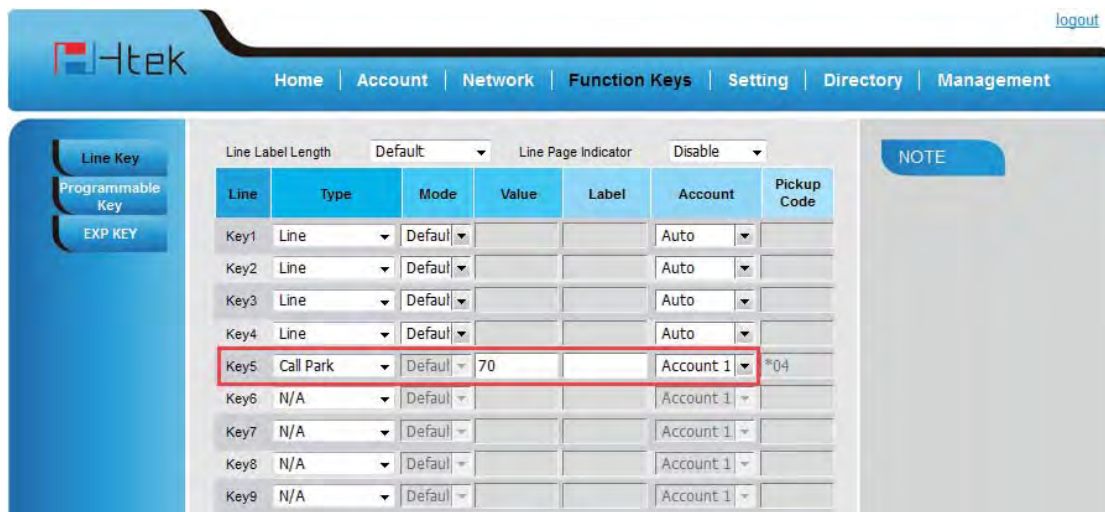 logout
Htek
Home | Account | Network | Function Keys | Setting | Directory | Management
Line Key
Programmable Key
EXP KEY
Line Label Length Default Line Page Indicator Disable
NOTE
Line Type Mode Value Label Account Pickup Code
Key1 Line Defaul Auto
Key2 Line Defaul Auto
Key3 Line Defaul Auto
Key4 Line Defaul Auto
Key5 Call Park Defaul 70 Account 1 *04
Key6 N/A Defaul Account 1
Key7 N/A Defaul Account 1
Key8 N/A Defaul Account 1
Key9 N/A Defaul Account 1